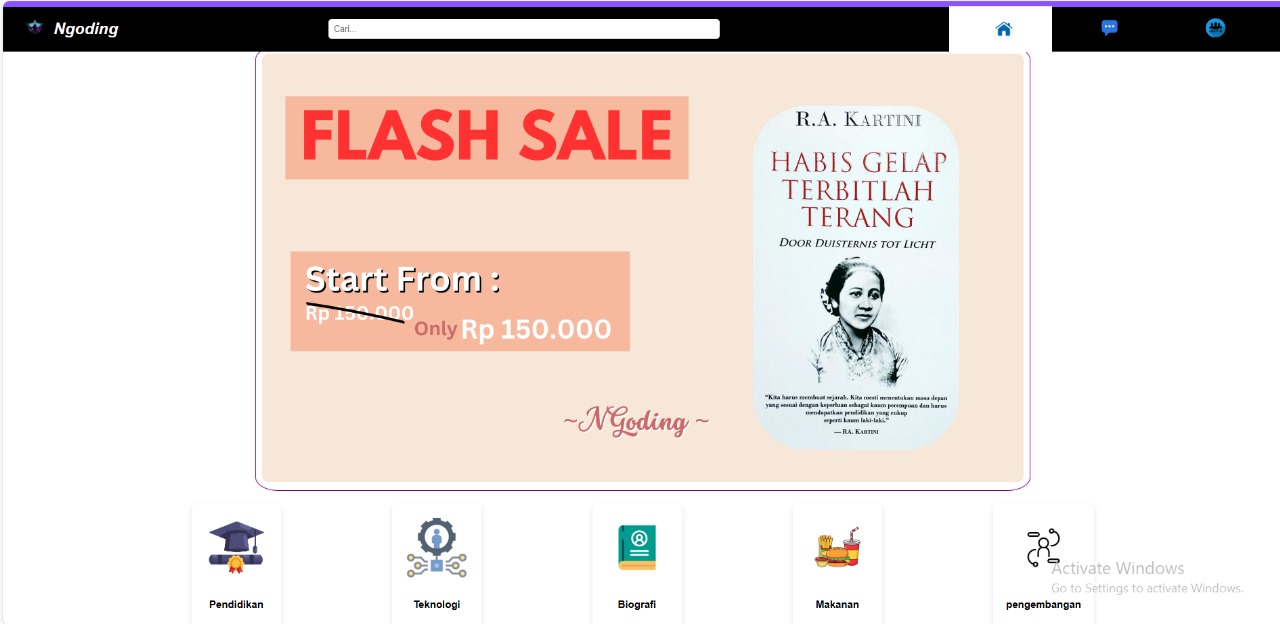 Ngoding
Cari...
FLASH SALE
R.A. KARTINI
HABIS GELAP
TERBITLAH
TERANG
DOOR DUISTERNIS TOT LICHT
Start From :
Rp 150.000
Only Rp 150.000
~NGoding ~
"Kita harus membuat sejarah. Kita mesti menentukan masa depan
yang sesuai dengan keperluan sebagai kaum perempuan dan harus
mendapatkan pendidikan yang cukup
seperti kaum laki-laki."
— RA. KARTINI
Pendidikan
Teknologi
Biografi
Makanan
pengembangan
Activate Windows
Go to Settings to activate Windows.